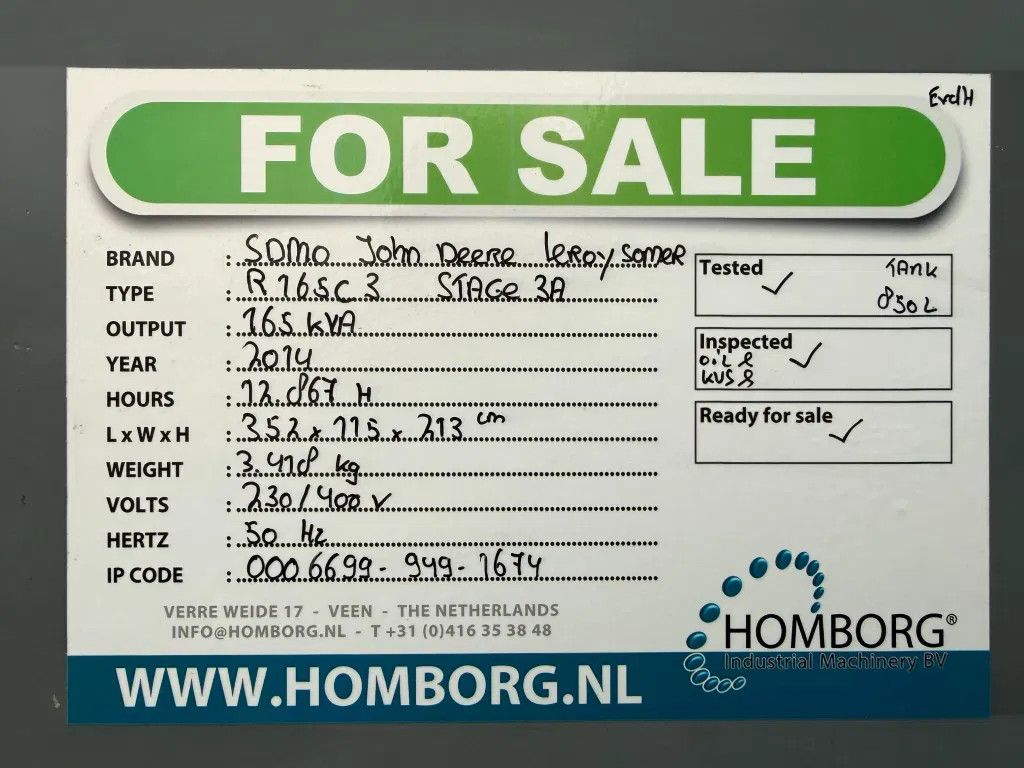 EvdH
FOR SALE
BRAND : SDMO John Deere Leroy Somer
TYPE : R165C3 STAGE 3A
OUTPUT : 165 kVA
YEAR : 2014
HOURS : 12.867 H
L x W x H : 352 x 115 x 213 cm
WEIGHT : 3.418 kg
VOLTS : 230/400 V
HERTZ : 50 Hz
IP CODE : 0006699-949-1674
Tested ✓ TANK
850 L
Inspected ✓
OIL
Ready for sale ✓
VERRE WEIDE 17 - VEEN - THE NETHERLANDS
INFO@HOMBORG.NL - T +31 (0)416 35 38 48
HOMBORG®
Industrial Machinery BV
WWW.HOMBORG.NL